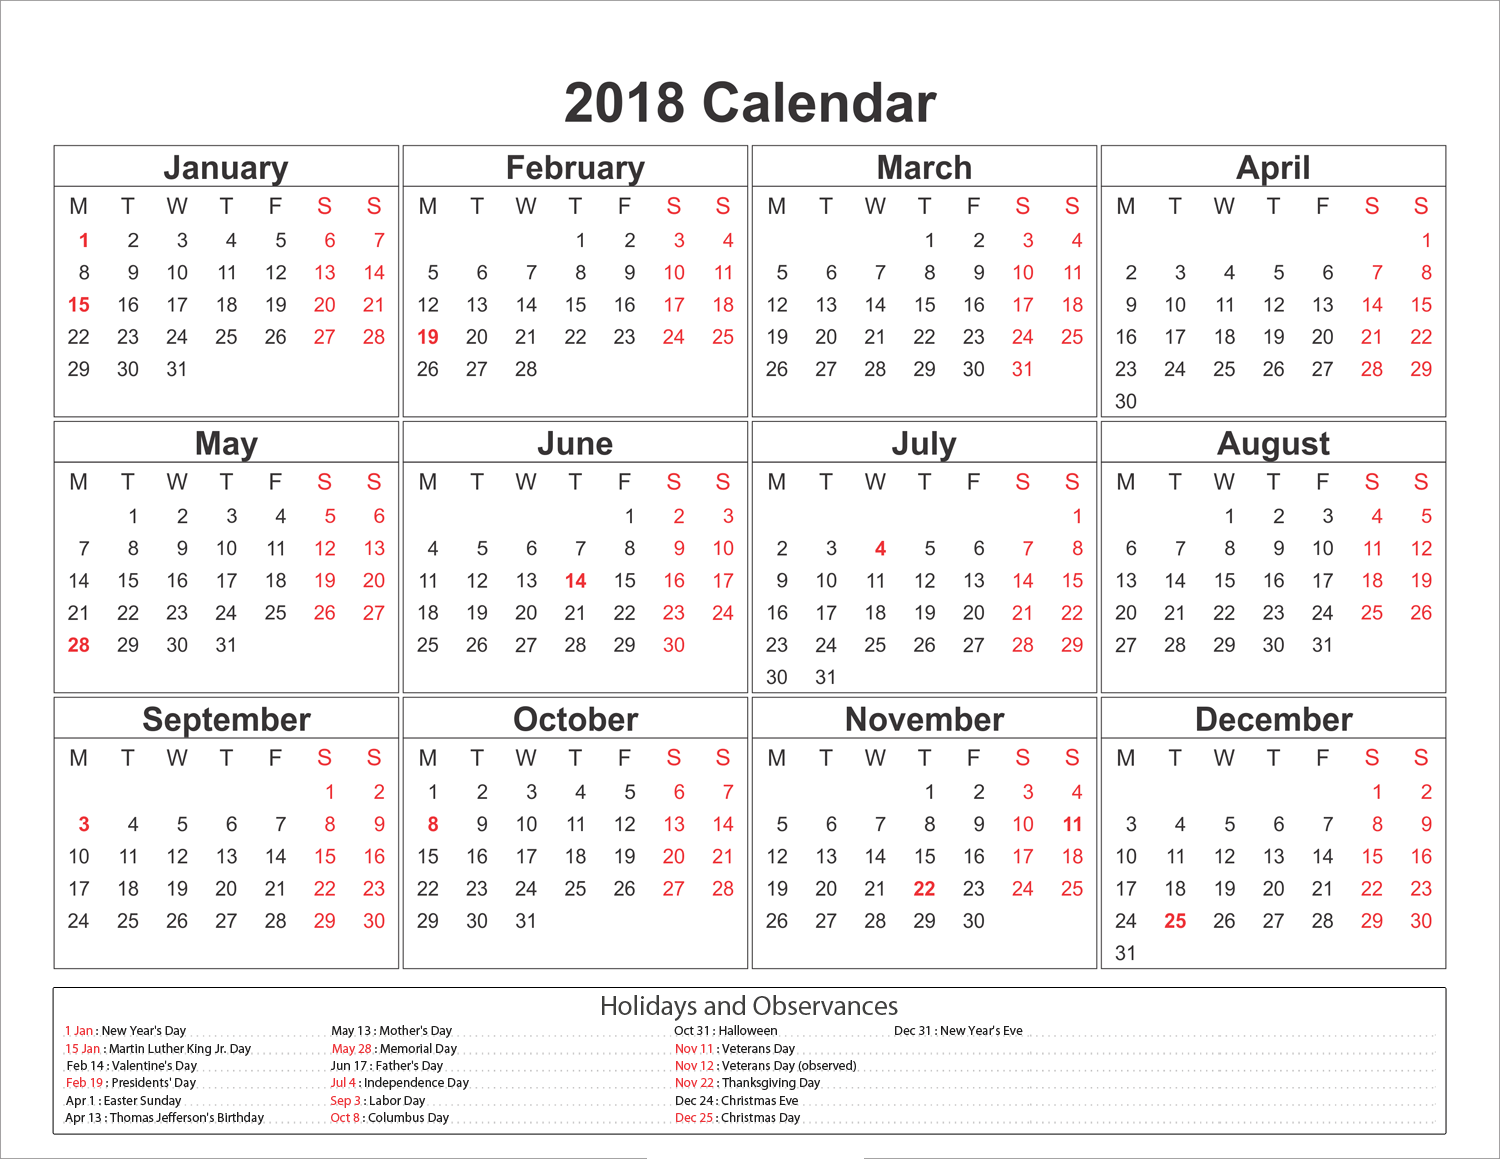 2018 Calendar
January
M T W T F S S
1 2 3 4 5 6 7
8 9 10 11 12 13 14
15 16 17 18 19 20 21
22 23 24 25 26 27 28
29 30 31
February
M T W T F S S
1 2 3 4
5 6 7 8 9 10 11
12 13 14 15 16 17 18
19 20 21 22 23 24 25
26 27 28
March
M T W T F S S
1 2 3 4
5 6 7 8 9 10 11
12 13 14 15 16 17 18
19 20 21 22 23 24 25
26 27 28 29 30 31
April
M T W T F S S
1
2 3 4 5 6 7 8
9 10 11 12 13 14 15
16 17 18 19 20 21 22
23 24 25 26 27 28 29
30
May
M T W T F S S
1 2 3 4 5 6
7 8 9 10 11 12 13
14 15 16 17 18 19 20
21 22 23 24 25 26 27
28 29 30 31
June
M T W T F S S
1 2 3
4 5 6 7 8 9 10
11 12 13 14 15 16 17
18 19 20 21 22 23 24
25 26 27 28 29 30
July
M T W T F S S
1
2 3 4 5 6 7 8
9 10 11 12 13 14 15
16 17 18 19 20 21 22
23 24 25 26 27 28 29
30 31
August
M T W T F S S
1 2 3 4 5
6 7 8 9 10 11 12
13 14 15 16 17 18 19
20 21 22 23 24 25 26
27 28 29 30 31
September
M T W T F S S
1 2
3 4 5 6 7 8 9
10 11 12 13 14 15 16
17 18 19 20 21 22 23
24 25 26 27 28 29 30
October
M T W T F S S
1 2 3 4 5 6 7
8 9 10 11 12 13 14
15 16 17 18 19 20 21
22 23 24 25 26 27 28
29 30 31
November
M T W T F S S
1 2 3 4
5 6 7 8 9 10 11
12 13 14 15 16 17 18
19 20 21 22 23 24 25
26 27 28 29 30
December
M T W T F S S
1 2
3 4 5 6 7 8 9
10 11 12 13 14 15 16
17 18 19 20 21 22 23
24 25 26 27 28 29 30
31
Holidays and Observances
1 Jan : New Year's Day
15 Jan : Martin Luther King Jr. Day
Feb 14 : Valentine's Day
Feb 19 : Presidents' Day
Apr 1 : Easter Sunday
Apr 13 : Thomas Jefferson's Birthday
May 13 : Mother's Day
May 28 : Memorial Day
Jun 17 : Father's Day
Jul 4 : Independence Day
Sep 3 : Labor Day
Oct 8 : Columbus Day
Oct 31 : Halloween
Nov 11 : Veterans Day
Nov 12 : Veterans Day (observed)
Nov 22 : Thanksgiving Day
Dec 24 : Christmas Eve
Dec 25 : Christmas Day
Dec 31 : New Year's Eve